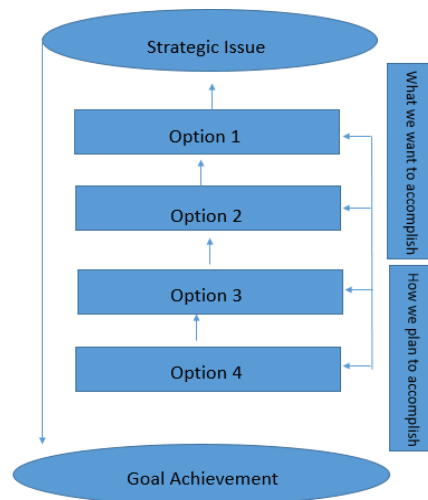 Strategic Issue
Option 1
Option 2
Option 3
Option 4
Goal Achievement
What we want to accomplish
How we plan to accomplish